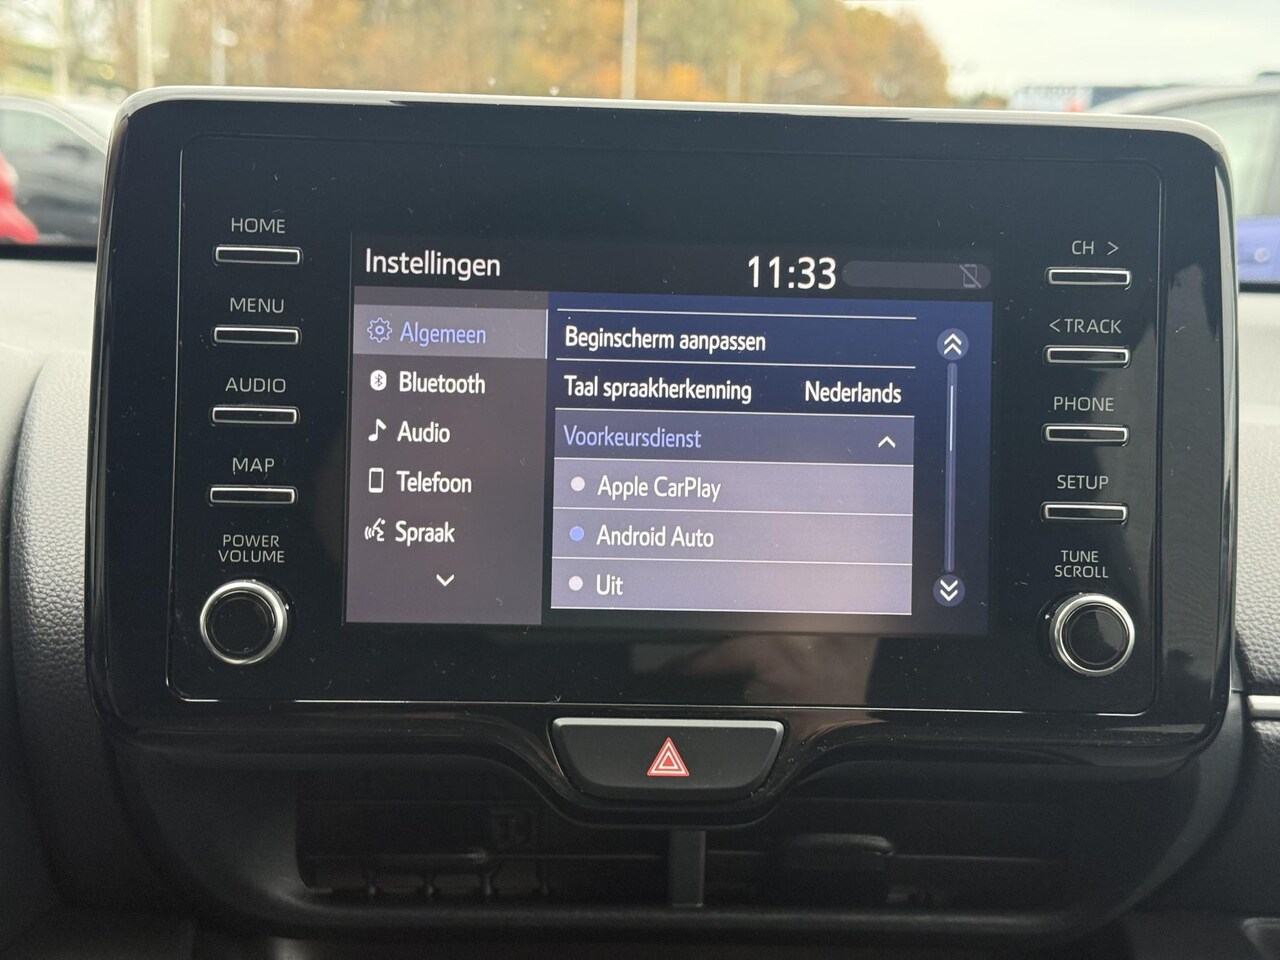 HOME
MENU
AUDIO
MAP
POWER
VOLUME
Instellingen
11:33
Algemeen
Bluetooth
Audio
Telefoon
Spraak
Beginscherm aanpassen
Taal spraakherkenning Nederlands
Voorkeursdienst
Apple CarPlay
Android Auto
Uit
CH >
< TRACK
PHONE
SETUP
TUNE
SCROLL